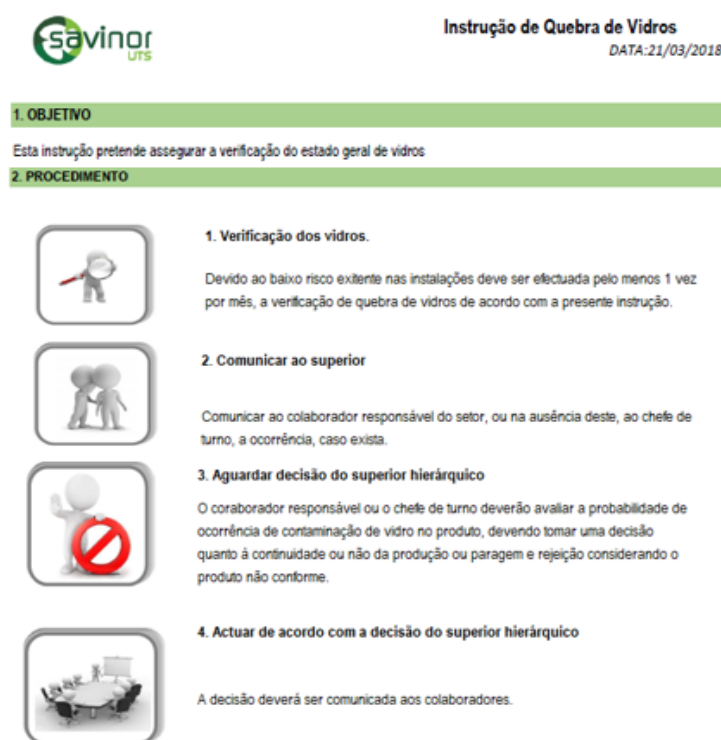 savinor
UTS
Instrução de Quebra de Vidros
DATA:21/03/2018
1. OBJETIVO
Esta instrução pretende assegurar a verificação do estado geral de vidros
2. PROCEDIMENTO
1. Verificação dos vidros.
Devido ao baixo risco exitente nas instalações deve ser efectuada pelo menos 1 vez
por mês, a verificação de quebra de vidros de acordo com a presente instrução.
2. Comunicar ao superior
Comunicar ao colaborador responsável do setor, ou na ausência deste, ao chefe de
turno, a ocorrência, caso exista.
3. Aguardar decisão do superior hierárquico
O coraborador responsável ou o chefe de turno deverão avaliar a probabilidade de
ocorrência de contaminação de vidro no produto, devendo tomar uma decisão
quanto á continuidade ou não da produção ou paragem e rejeição considerando o
produto não conforme.
4. Actuar de acordo com a decisão do superior hierárquico
A decisão deverá ser comunicada aos colaboradores.